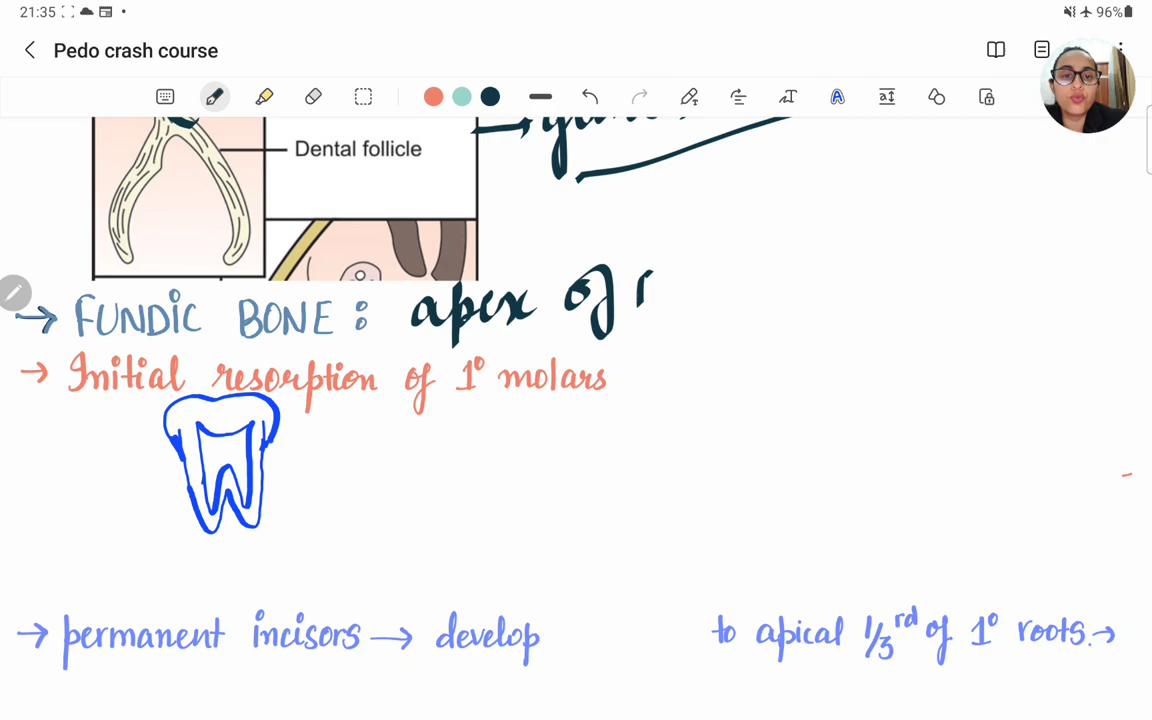 21:35
96%
Pedo crash course
Dental follicle
→ FUNDIC BONE : apex of
→ Initial resorption of 1° molars
→ permanent incisors → develop to apical 1/3rd of 1° roots. →